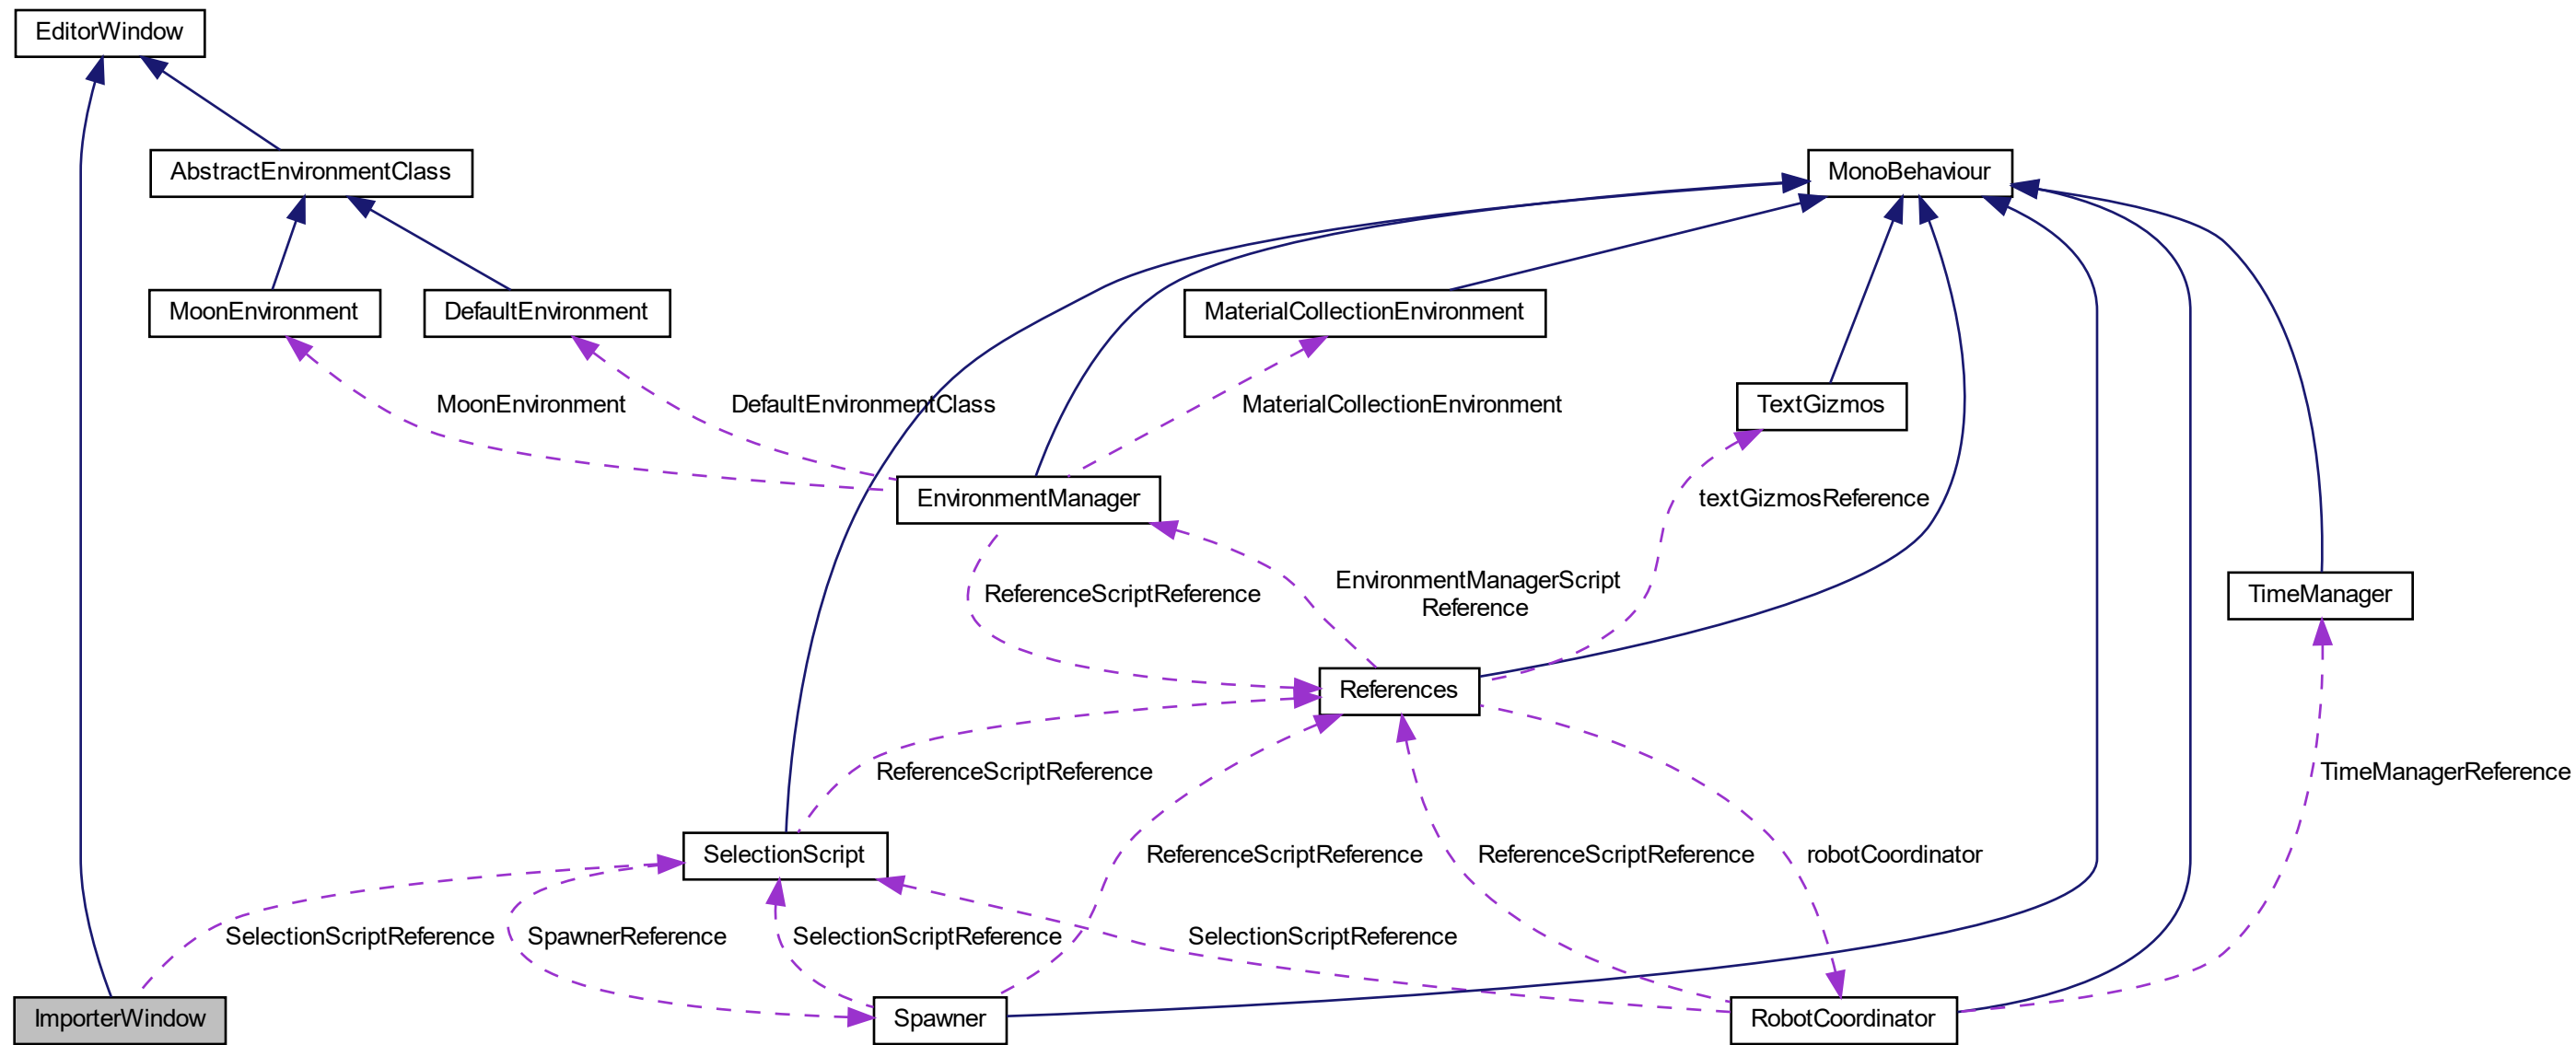 EditorWindow
AbstractEnvironmentClass
MonoBehaviour
MoonEnvironment
DefaultEnvironment
MaterialCollectionEnvironment
MoonEnvironment
DefaultEnvironmentClass
MaterialCollectionEnvironment
TextGizmos
EnvironmentManager
textGizmosReference
ReferenceScriptReference
EnvironmentManagerScript
Reference
TimeManager
References
ReferenceScriptReference
TimeManagerReference
SelectionScript
ReferenceScriptReference
ReferenceScriptReference
robotCoordinator
SelectionScriptReference
SpawnerReference
SelectionScriptReference
SelectionScriptReference
ImporterWindow
Spawner
RobotCoordinator